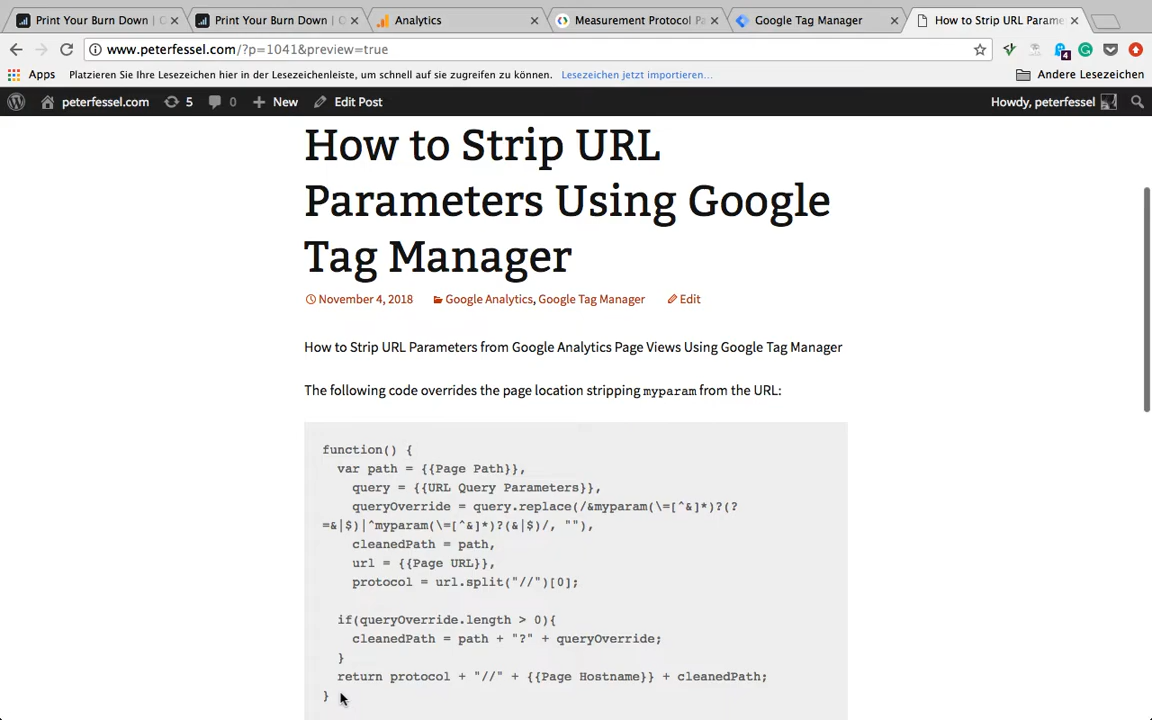 Print Your Burn Down | O
Print Your Burn Down | O
Analytics
Measurement Protocol Pa
Google Tag Manager
How to Strip URL Parame
www.peterfessel.com/?p=1041&preview=true
4
Apps Platzieren Sie Ihre Lesezeichen hier in der Lesezeichenleiste, um schnell auf sie zugreifen zu können. Lesezeichen jetzt importieren... Andere Lesezeichen
peterfessel.com 5 0 New Edit Post Howdy, peterfessel
How to Strip URL
Parameters Using Google
Tag Manager
November 4, 2018 Google Analytics, Google Tag Manager Edit
How to Strip URL Parameters from Google Analytics Page Views Using Google Tag Manager
The following code overrides the page location stripping myparam from the URL:
function() {
var path = {{Page Path}},
query = {{URL Query Parameters}},
queryOverride = query.replace(/&myparam(\=[^&]*)?(?
=&|$)|^myparam(\=[^&]*)?(&|$)/, ""),
cleanedPath = path,
url = {{Page URL}},
protocol = url.split("//")[0];
if(queryOverride.length > 0){
cleanedPath = path + "?" + queryOverride;
}
return protocol + "//" + {{Page Hostname}} + cleanedPath;
}